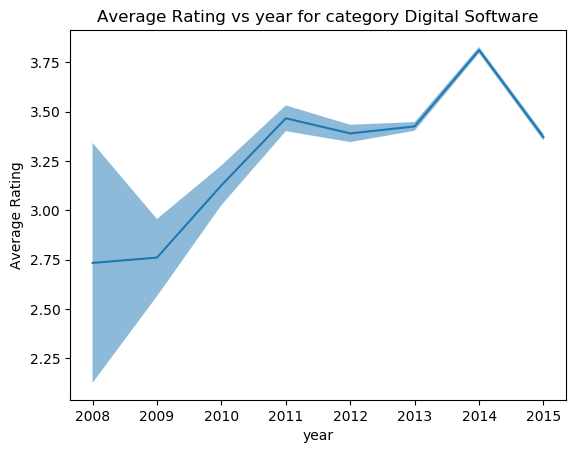 Average Rating vs year for category Digital Software
Average Rating
3.75
3.50
3.25
3.00
2.75
2.50
2.25
2008 2009 2010 2011 2012 2013 2014 2015
year